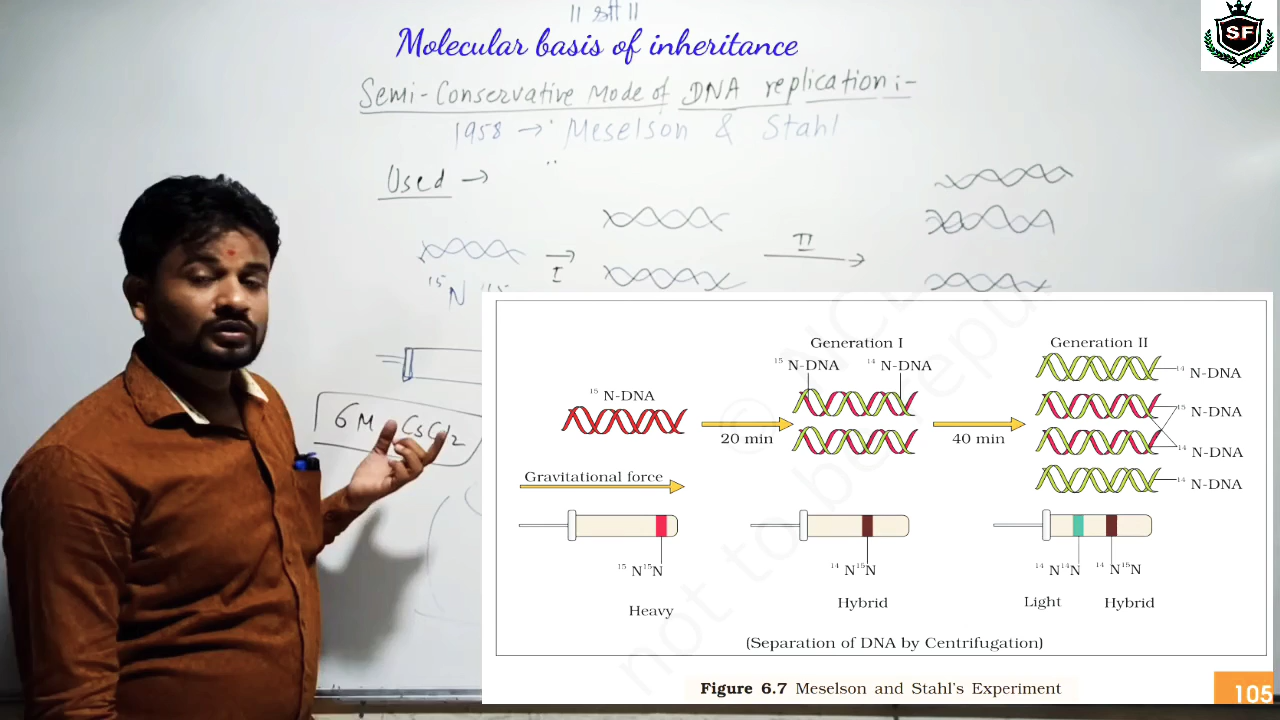 || श्री ||
SF
Molecular basis of inheritance
Semi-Conservative Mode of DNA replication :-
1958 → Meselson & Stahl
Used →
I
II
¹⁵N
6 M CsCl₂
Generation I
Generation II
¹⁵N-DNA
¹⁵N-DNA ¹⁴N-DNA
¹⁴N-DNA
¹⁵N-DNA
¹⁴N-DNA
¹⁴N-DNA
20 min
40 min
Gravitational force
¹⁵N¹⁵N
¹⁴N¹⁵N
¹⁴N¹⁴N ¹⁴N¹⁵N
Heavy
Hybrid
Light Hybrid
(Separation of DNA by Centrifugation)
Figure 6.7 Meselson and Stahl's Experiment
105